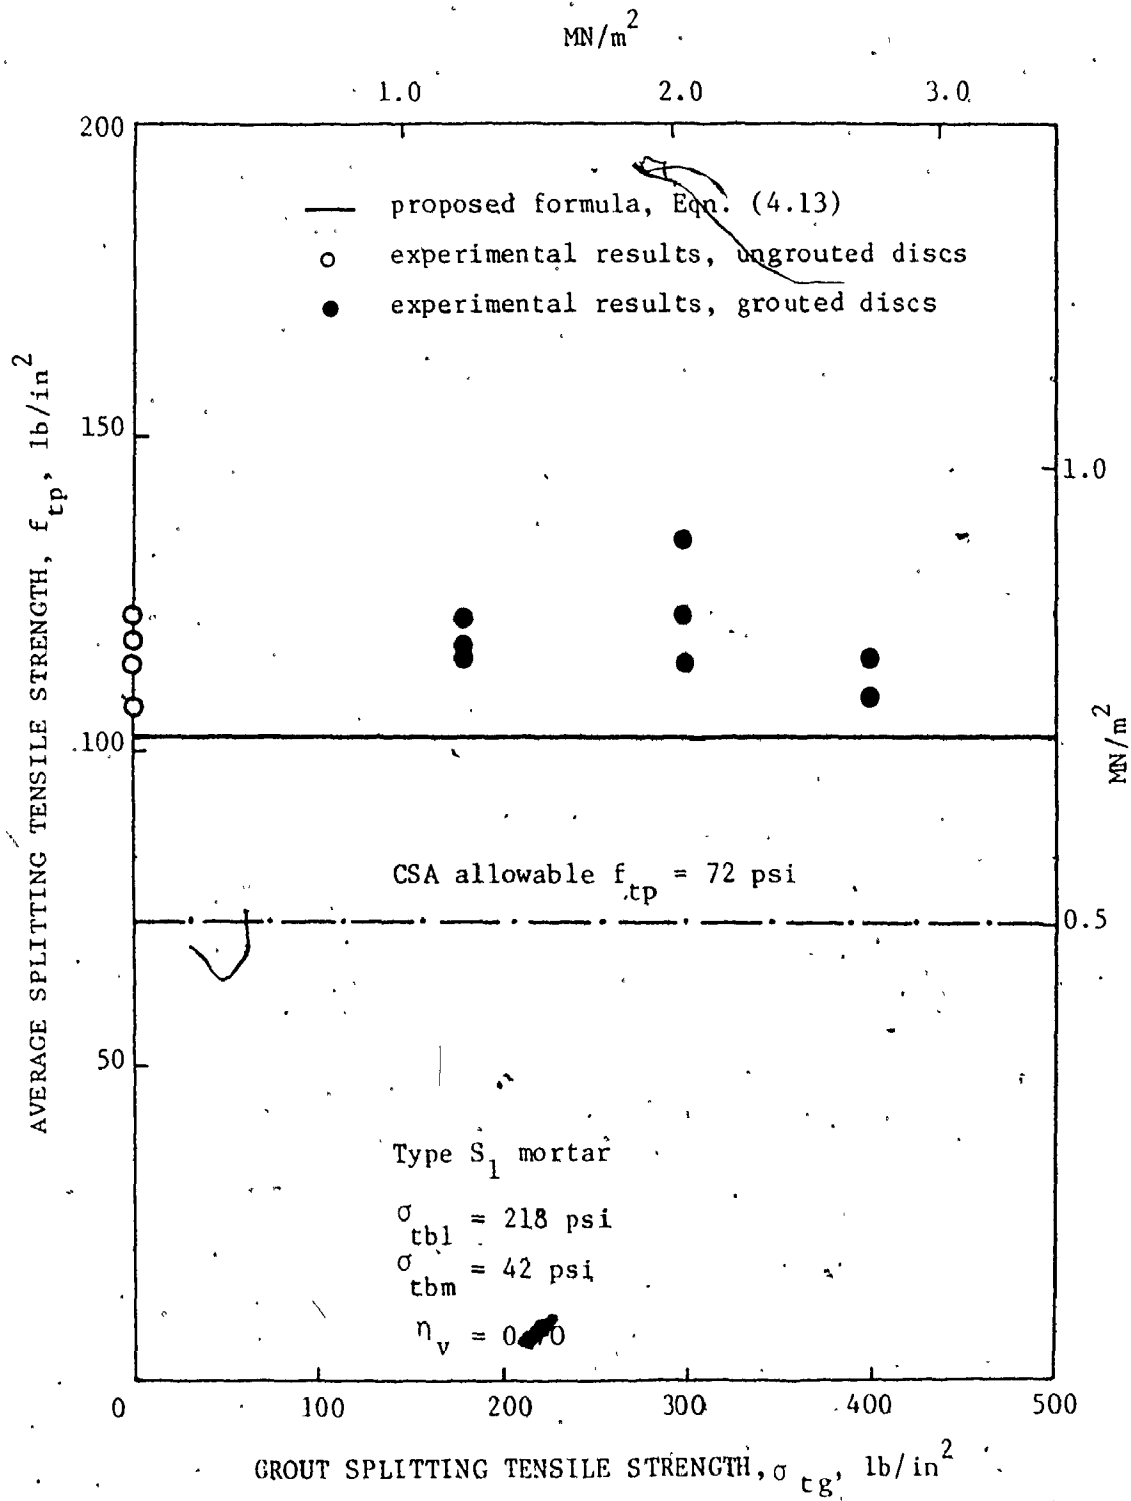 MN/m²
1.0 2.0 3.0
200
proposed formula, Eqn. (4.13)
experimental results, ungrouted discs
experimental results, grouted discs
150
1.0
100
CSA allowable f_tp = 72 psi
0.5
50
Type S_1 mortar
σ_tbl = 218 psi
σ_tbm = 42 psi
η_v =
0 100 200 300 400 500
GROUT SPLITTING TENSILE STRENGTH, σ_tg, lb/in²
AVERAGE SPLITTING TENSILE STRENGTH, f_tp, lb/in²
MN/m²